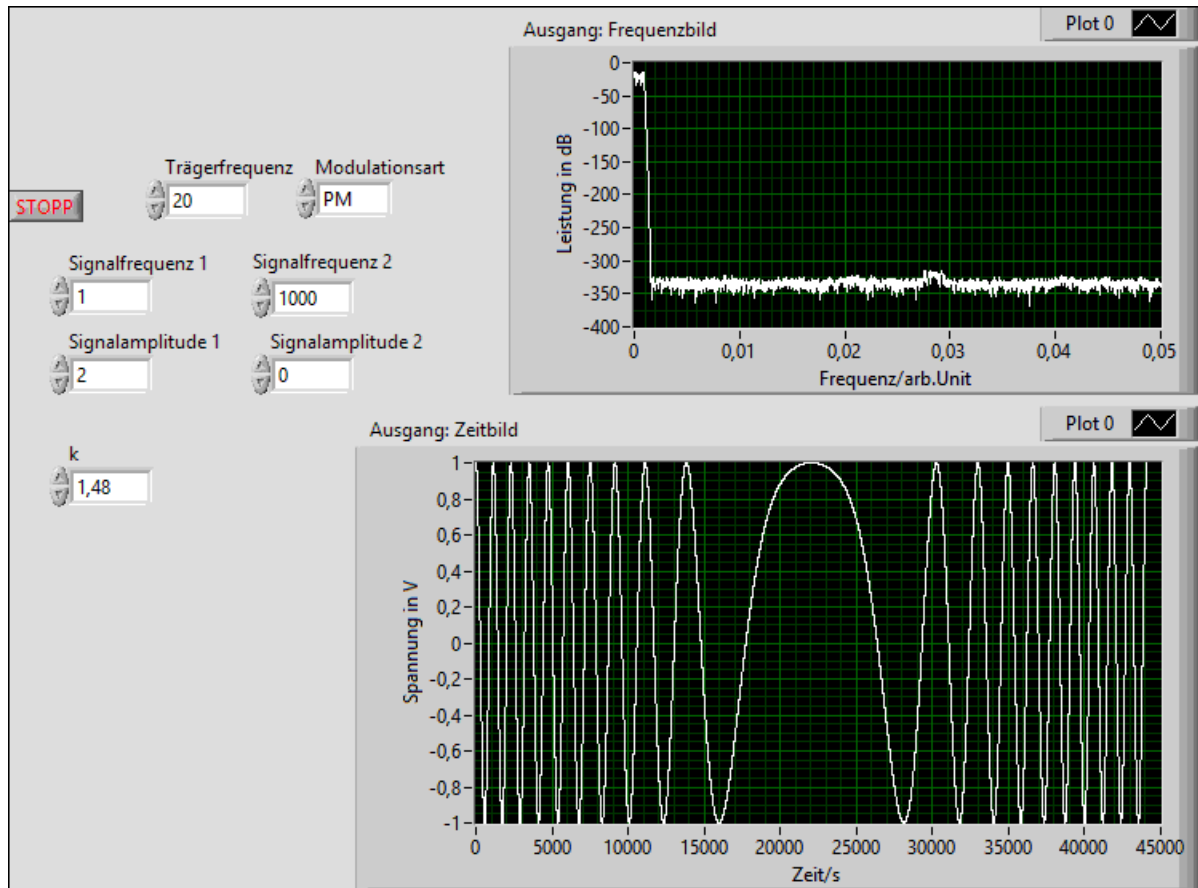 Ausgang: Frequenzbild
Plot 0
0
-50
-100
-150
-200
-250
-300
-350
-400
Leistung in dB
0 0,01 0,02 0,03 0,04 0,05
Frequenz/arb.Unit
Trägerfrequenz Modulationsart
STOPP 20 PM
Signalfrequenz 1 Signalfrequenz 2
1 1000
Signalamplitude 1 Signalamplitude 2
2 0
k
1,48
Ausgang: Zeitbild
Plot 0
1
0,8
0,6
0,4
0,2
0
-0,2
-0,4
-0,6
-0,8
-1
Spannung in V
0 5000 10000 15000 20000 25000 30000 35000 40000 45000
Zeit/s